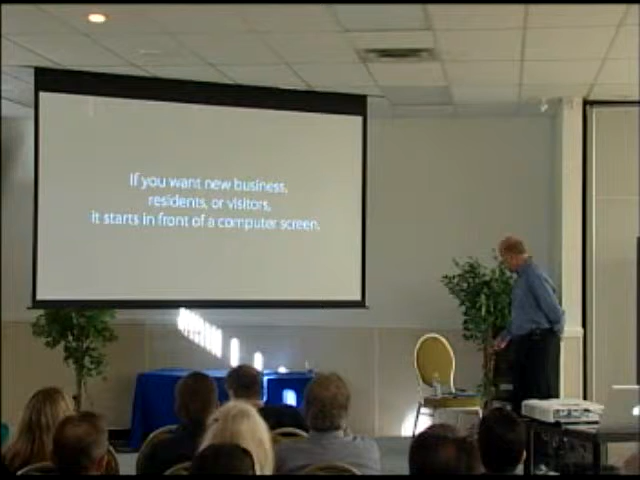 If you want new business,
residents, or visitors,
it starts in front of a computer screen.